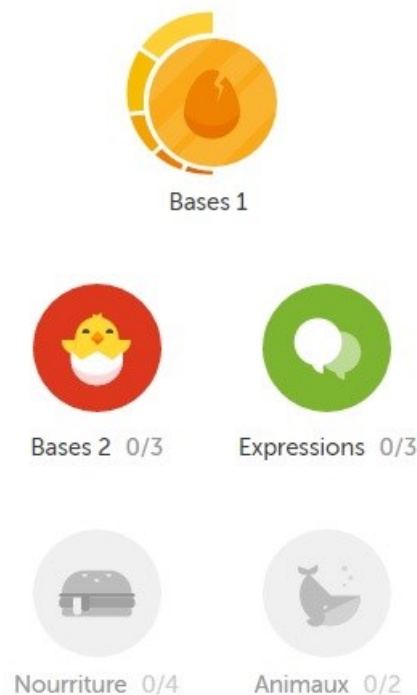 Bases 1
Bases 2 0/3
Expressions 0/3
Nourriture 0/4
Animaux 0/2